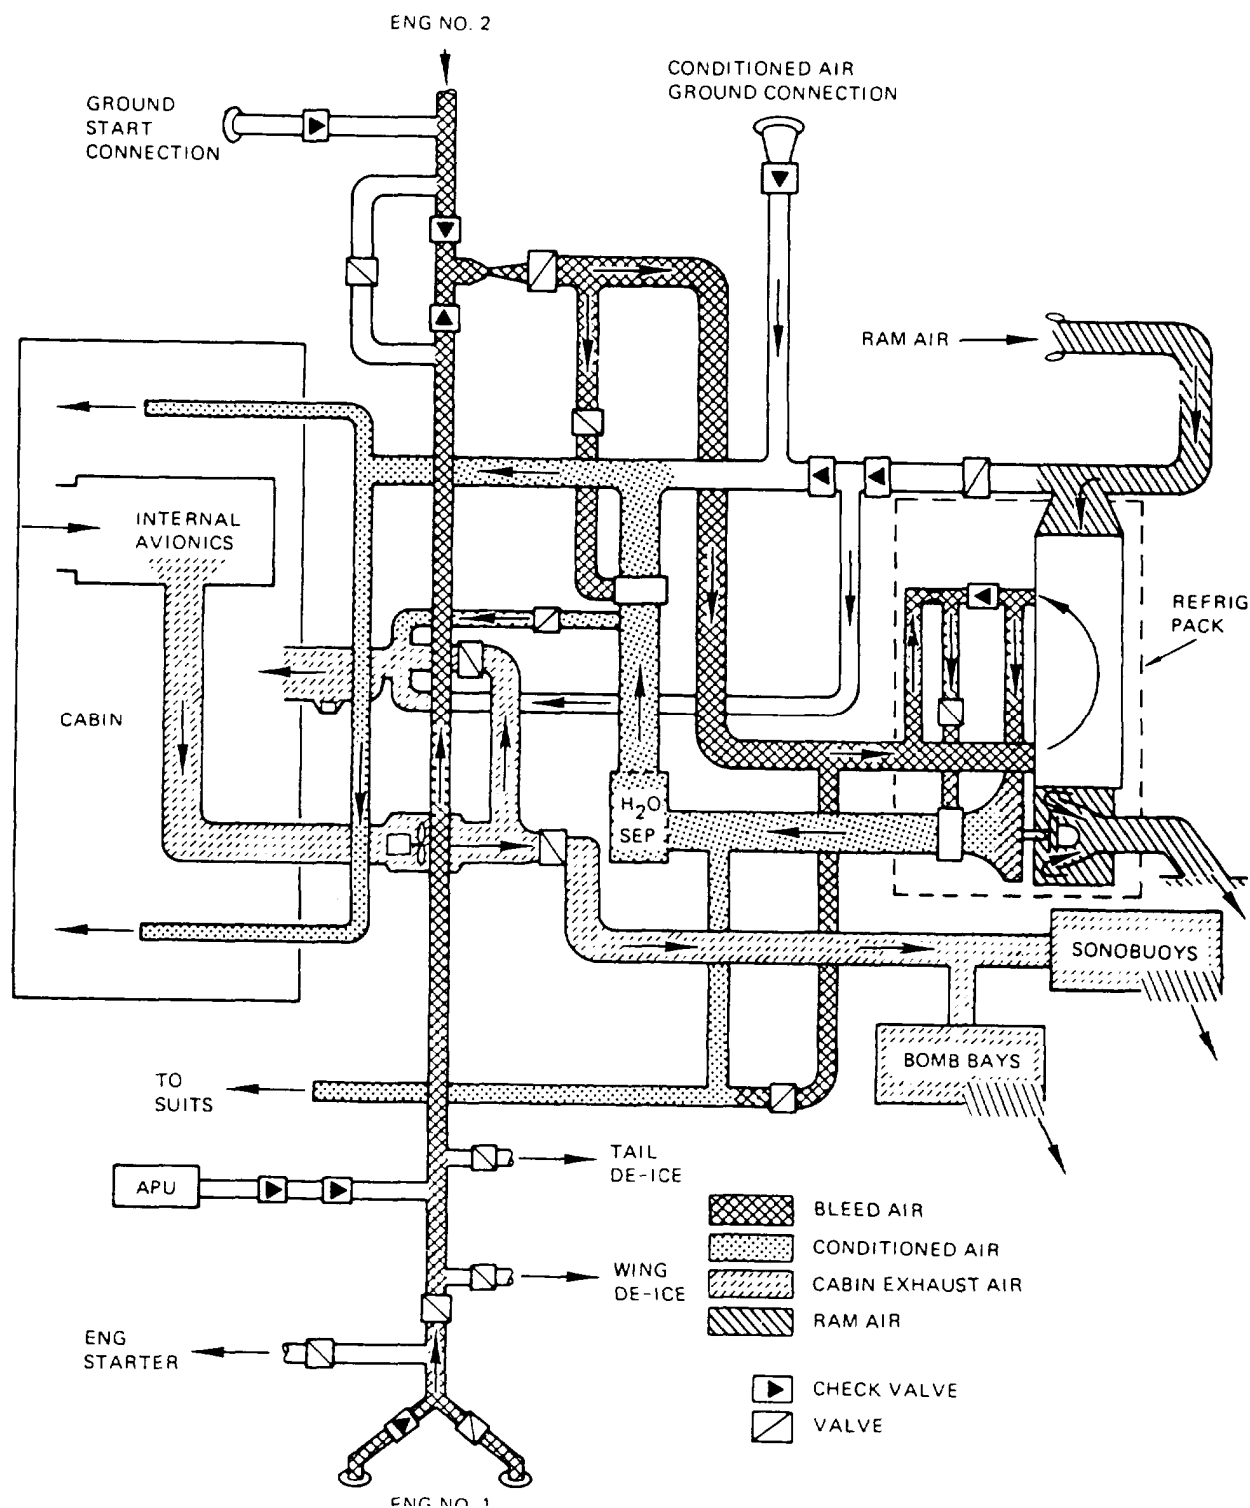 ENG NO. 2
CONDITIONED AIR
GROUND CONNECTION
GROUND
START
CONNECTION
RAM AIR
INTERNAL
AVIONICS
REFRIG
PACK
CABIN
H2O
SEP
SONOBUOYS
BOMB BAYS
TO
SUITS
TAIL
DE-ICE
APU
BLEED AIR
CONDITIONED AIR
WING
DE-ICE
CABIN EXHAUST AIR
RAM AIR
ENG
STARTER
CHECK VALVE
VALVE
ENG NO. 1